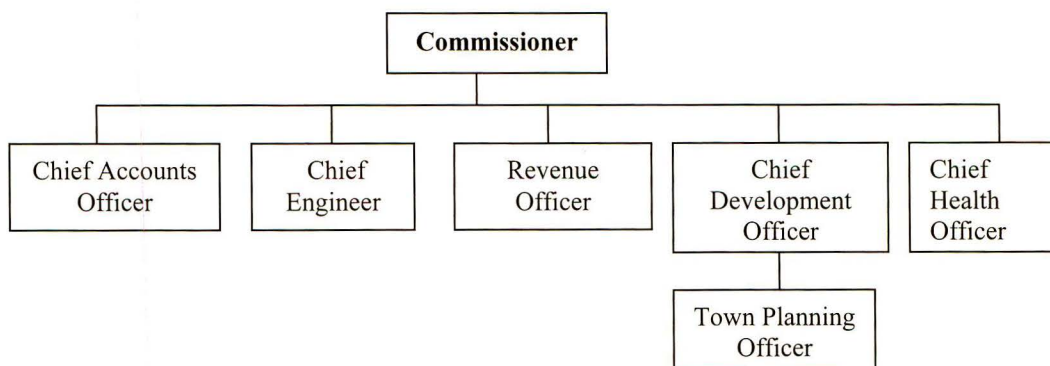 Commissioner
Chief Accounts
Officer
Chief
Engineer
Revenue
Officer
Chief
Development
Officer
Chief
Health
Officer
Town Planning
Officer